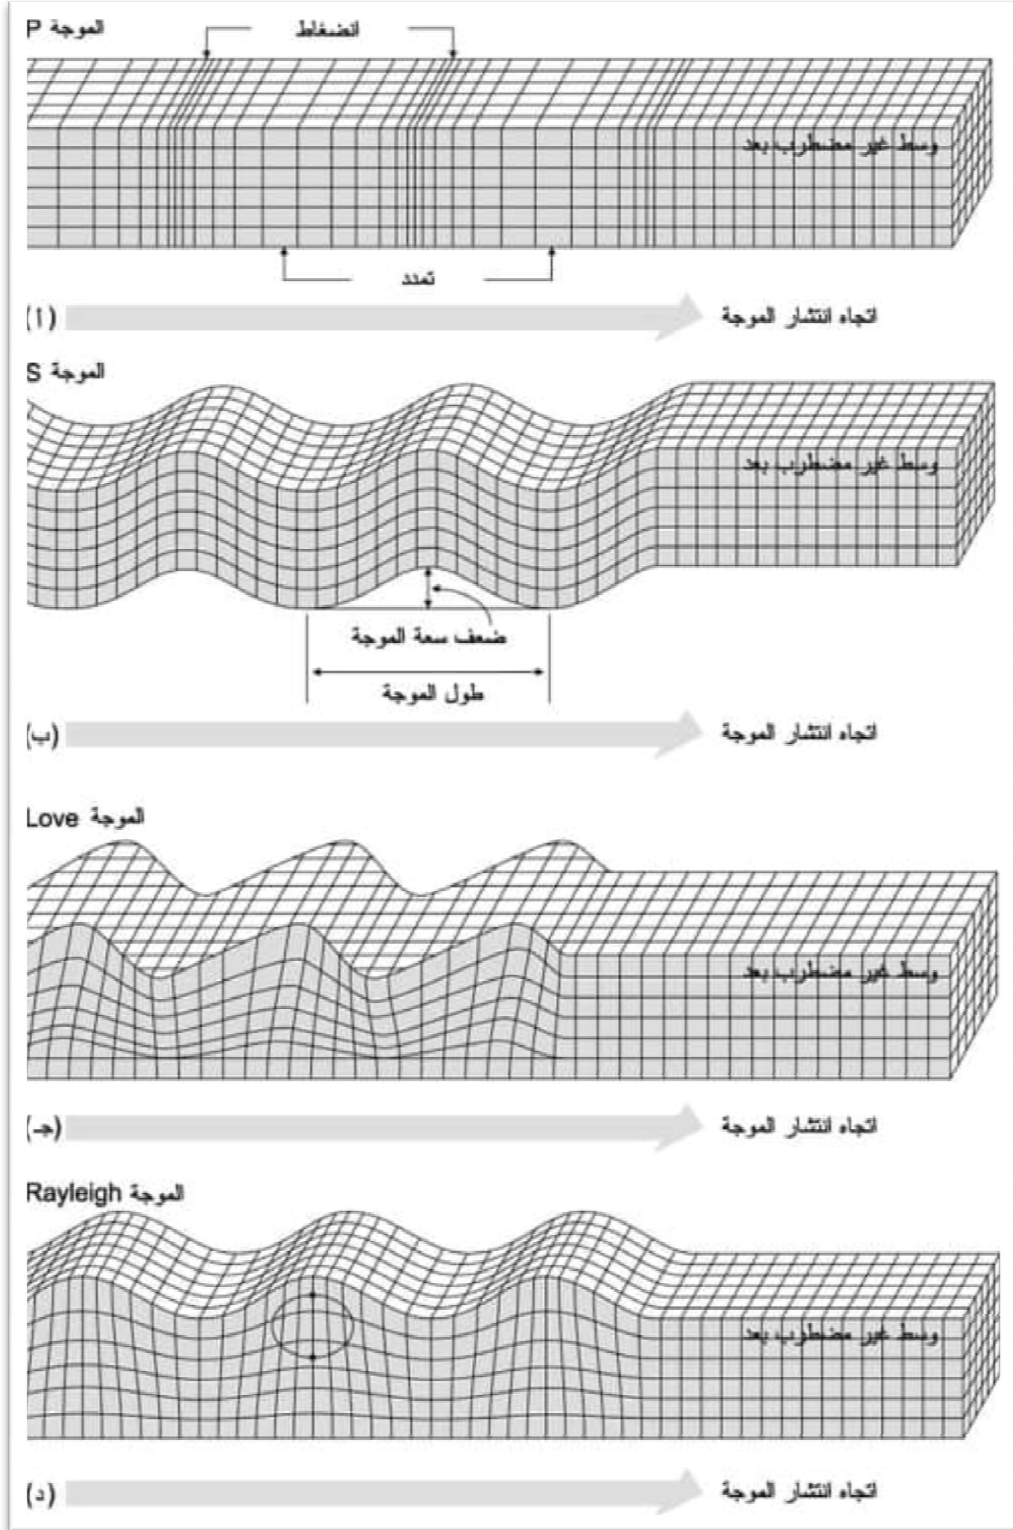 الموجة P
انضغاط
وسط غير مضطرب بعد
تمدد
(أ)
اتجاه انتشار الموجة
الموجة S
وسط غير مضطرب بعد
ضعف سعة الموجة
طول الموجة
(ب)
اتجاه انتشار الموجة
الموجة Love
وسط غير مضطرب بعد
(جـ)
اتجاه انتشار الموجة
الموجة Rayleigh
وسط غير مضطرب بعد
(د)
اتجاه انتشار الموجة